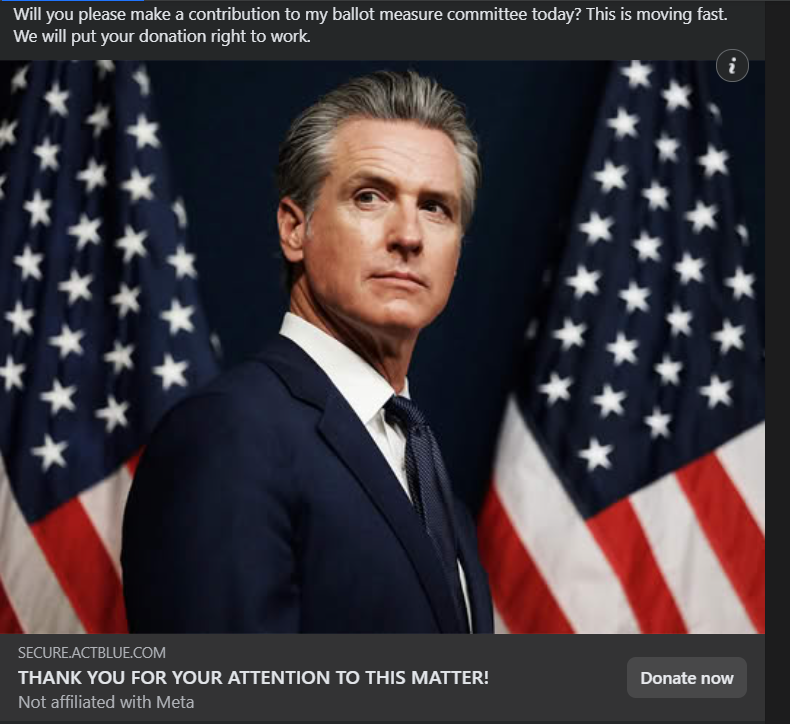 Will you please make a contribution to my ballot measure committee today? This is moving fast.
We will put your donation right to work.
i
SECURE.ACTBLUE.COM
THANK YOU FOR YOUR ATTENTION TO THIS MATTER!
Not affiliated with Meta
Donate now